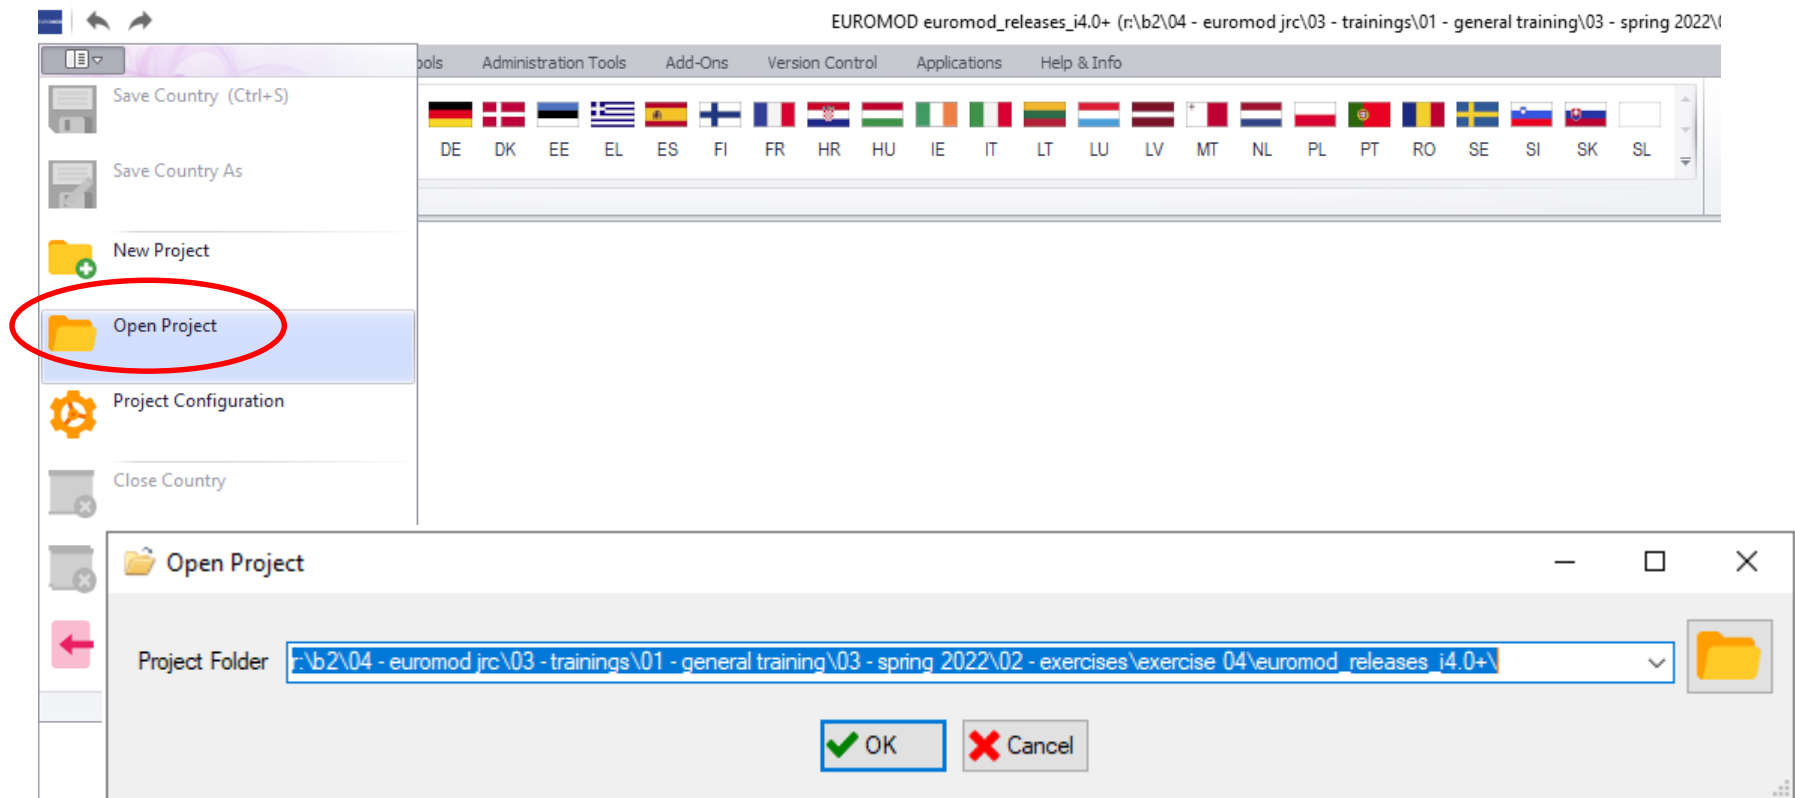 EUROMOD euromod_releases_i4.0+ (r:\b2\04 - euromod jrc\03 - trainings\01 - general training\03 - spring 2022\
ools Administration Tools Add-Ons Version Control Applications Help & Info
Save Country (Ctrl+S)
DE DK EE EL ES FI FR HR HU IE IT LT LU LV MT NL PL PT RO SE SI SK SL
Save Country As
New Project
Open Project
Project Configuration
Close Country
Open Project
Project Folder r:\b2\04 - euromod jrc\03 - trainings\01 - general training\03 - spring 2022\02 - exercises\exercise 04\euromod_releases_i4.0+\
OK Cancel